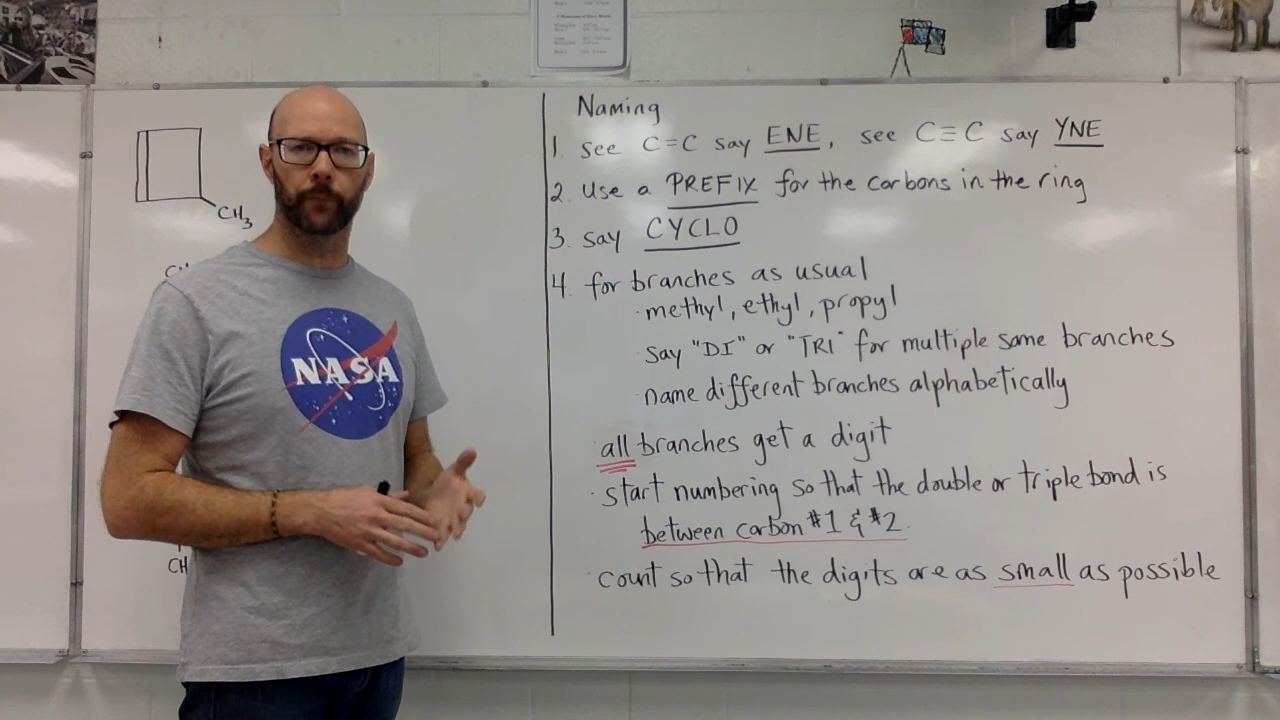 Naming
1. see C=C say ENE, see C≡C say YNE
2. Use a PREFIX for the carbons in the ring
3. say CYCLO
4. for branches as usual
· methyl, ethyl, propyl
· say "DI" or "TRI" for multiple same branches
· name different branches alphabetically
· all branches get a digit
· start numbering so that the double or triple bond is
between carbon #1 & #2.
· count so that the digits are as small as possible
CH₃
CH
NASA